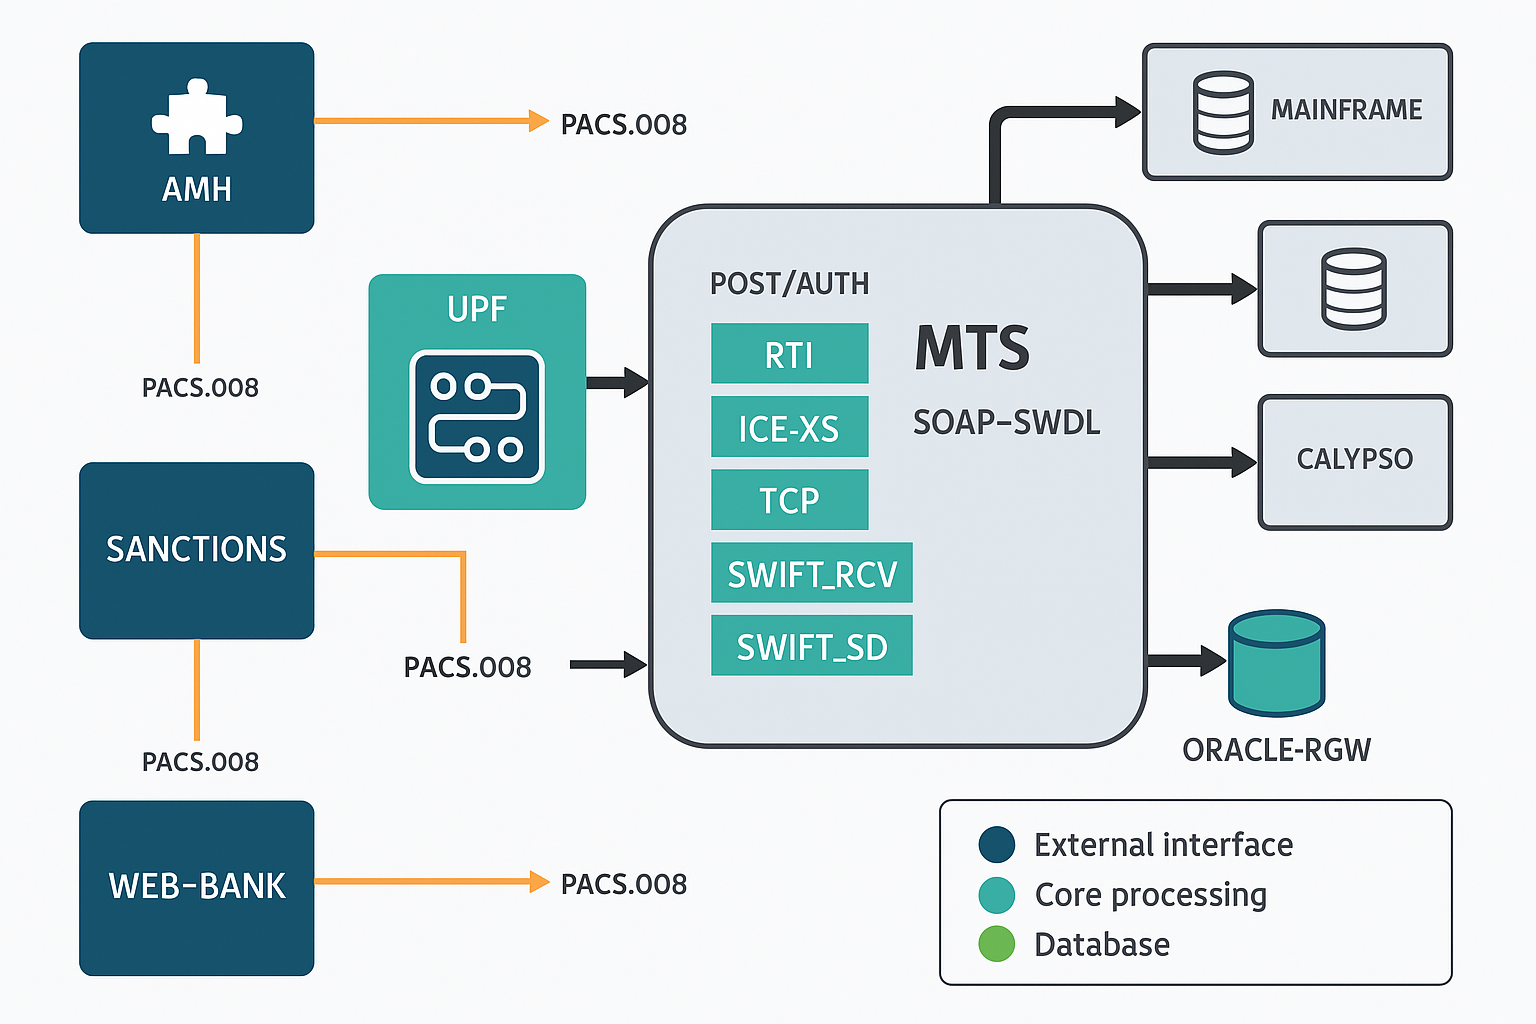 AMH
PACS.008
PACS.008
UPF
SANCTIONS
PACS.008
PACS.008
WEB-BANK
PACS.008
POST/AUTH
RTI
ICE-XS
TCP
SWIFT_RCV
SWIFT_SD
MTS
SOAP-SWDL
MAINFRAME
CALYPSO
ORACLE-RGW
External interface
Core processing
Database